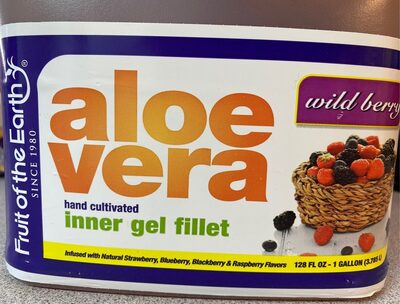 Fruit of the Earth®
SINCE 1980
aloe
vera
hand cultivated
inner gel fillet
wild berry
Infused with Natural Strawberry, Blueberry, Blackberry & Raspberry Flavors
128 FL OZ - 1 GALLON (3.785 L)